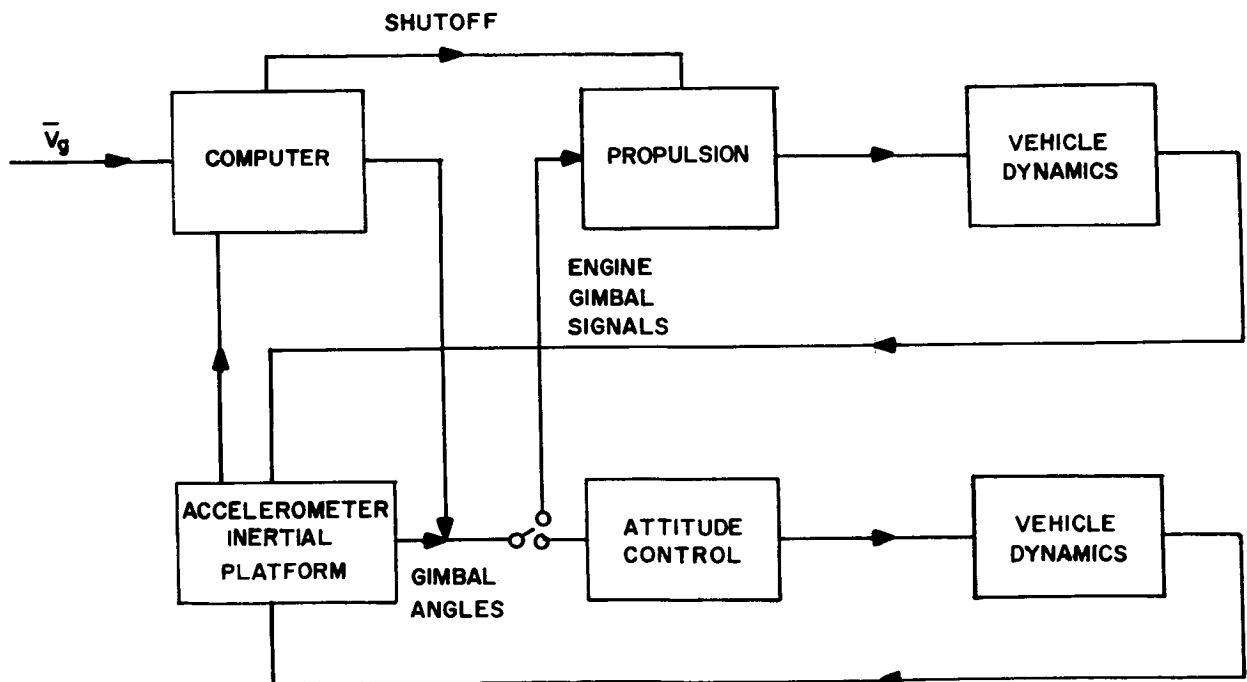 SHUTOFF
V̅g
COMPUTER
PROPULSION
VEHICLE
DYNAMICS
ENGINE
GIMBAL
SIGNALS
ACCELEROMETER
INERTIAL
PLATFORM
GIMBAL
ANGLES
ATTITUDE
CONTROL
VEHICLE
DYNAMICS